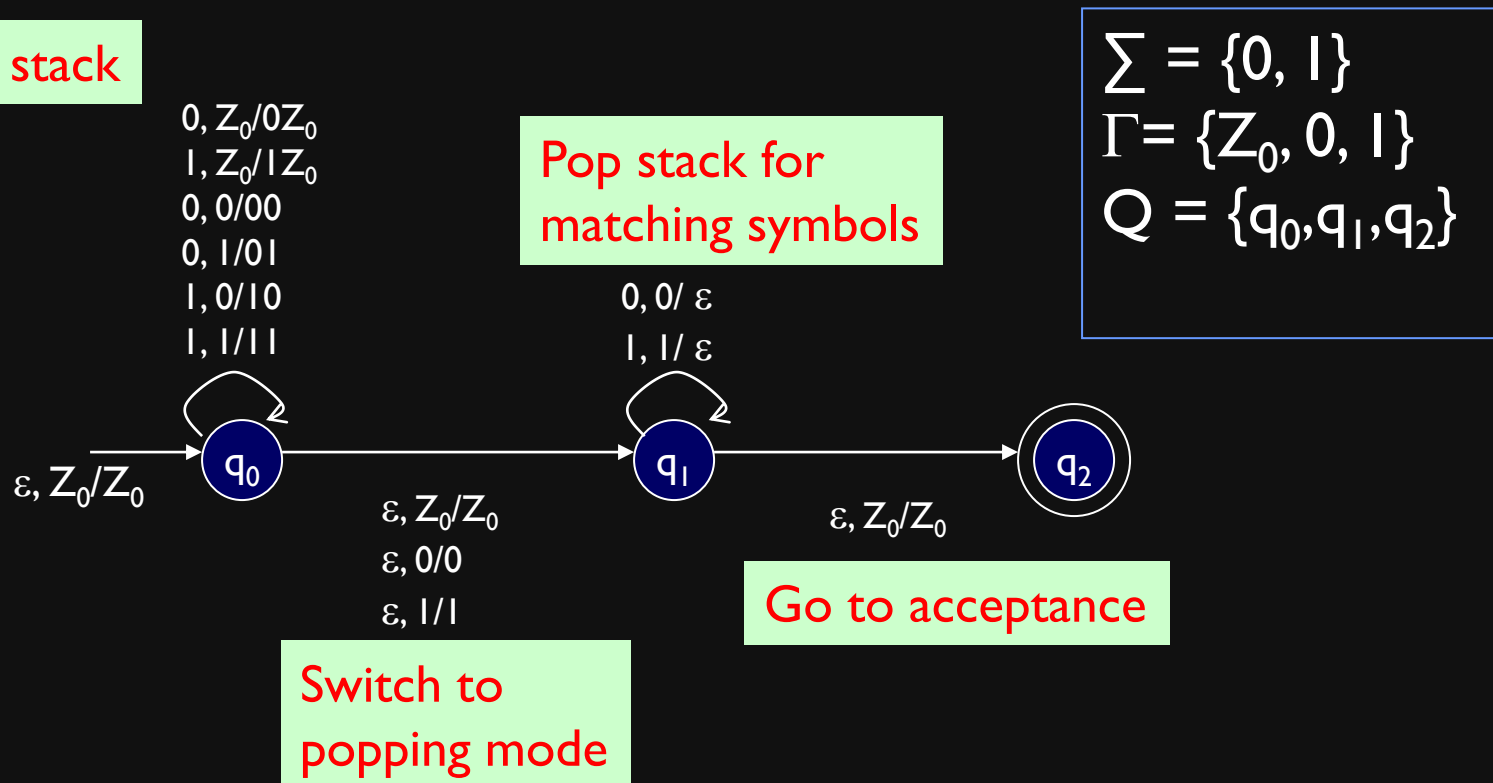 stack
0, Z₀/0Z₀
1, Z₀/1Z₀
0, 0/00
0, 1/01
1, 0/10
1, 1/11
Pop stack for
matching symbols
0, 0/ ε
1, 1/ ε
∑ = {0, 1}
Γ= {Z₀, 0, 1}
Q = {q₀,q₁,q₂}
ε, Z₀/Z₀
q₀
q₁
q₂
ε, Z₀/Z₀
ε, 0/0
ε, 1/1
ε, Z₀/Z₀
Switch to
popping mode
Go to acceptance